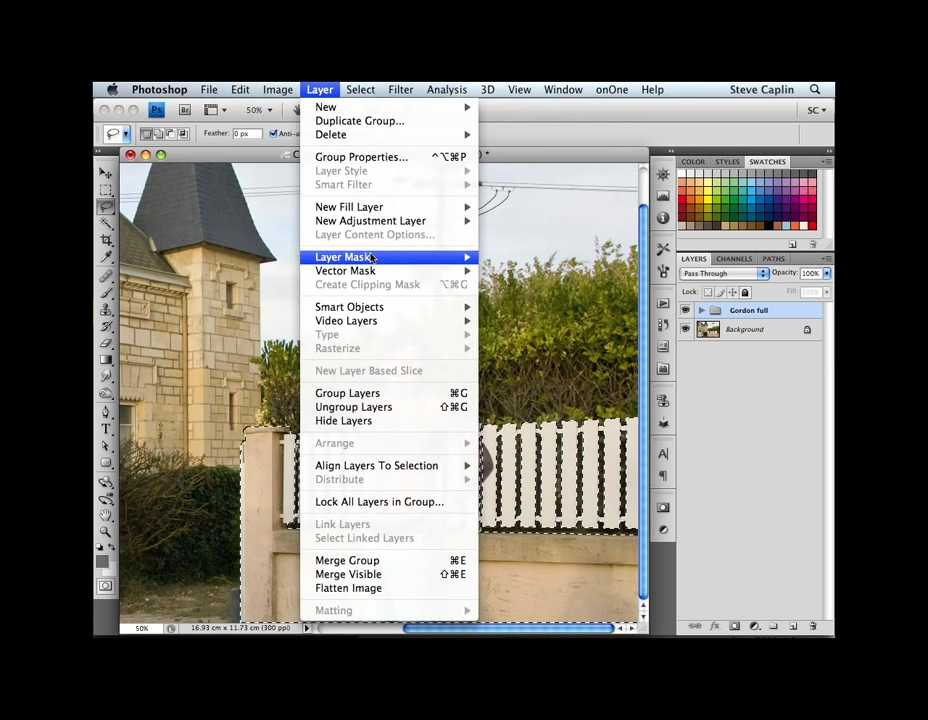 Photoshop File Edit Image Layer Select Filter Analysis 3D View Window onOne Help Steve Caplin
Ps Br 50% SC
Feather: 0 px Anti-a
New
Duplicate Group...
Delete
Group Properties... ^⌥⌘P
Layer Style
Smart Filter
New Fill Layer
New Adjustment Layer
Layer Content Options...
Layer Mask
Vector Mask
Create Clipping Mask ⌥⌘G
Smart Objects
Video Layers
Type
Rasterize
New Layer Based Slice
Group Layers ⌘G
Ungroup Layers ⇧⌘G
Hide Layers
Arrange
Align Layers To Selection
Distribute
Lock All Layers in Group...
Link Layers
Select Linked Layers
Merge Group ⌘E
Merge Visible ⇧⌘E
Flatten Image
Matting
50% 16.93 cm x 11.73 cm (300 ppi)
COLOR STYLES SWATCHES
LAYERS CHANNELS PATHS
Pass Through Opacity: 100%
Lock: Fill: 100%
Gordon full
Background